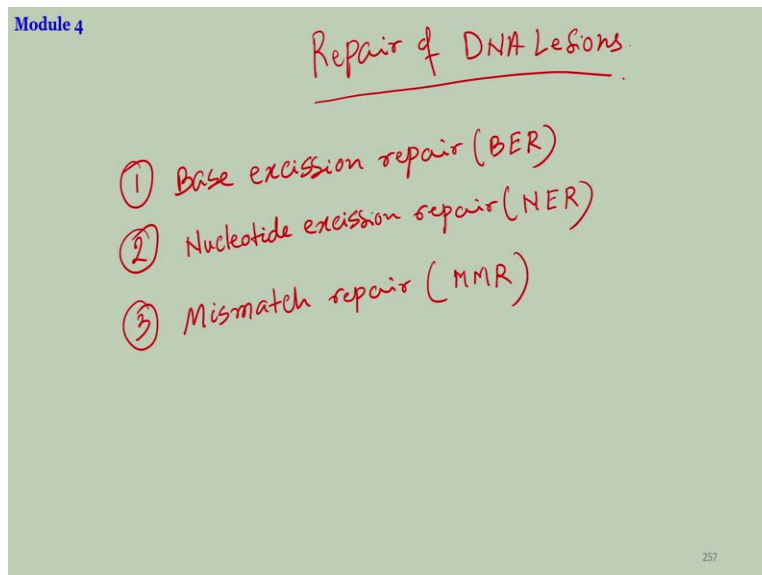 Module 4
Repair of DNA Lesions.
1 Base excission repair (BER)
2 Nucleotide excission repair (NER)
3 Mismatch repair (MMR)
257